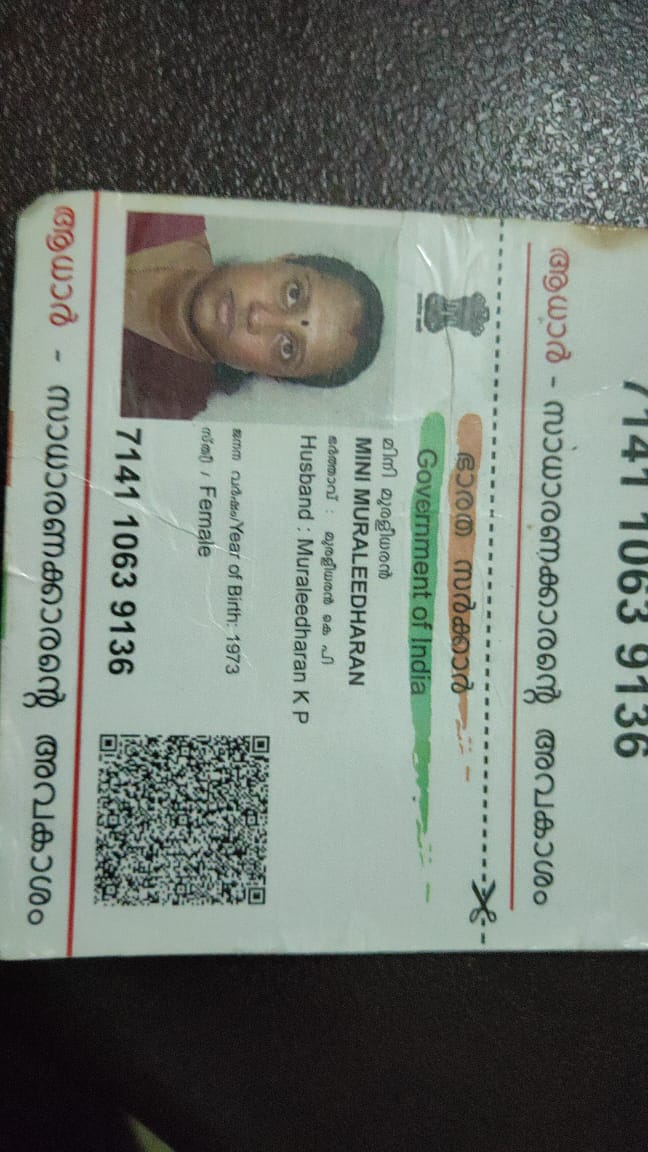 7141 1063 9136
ആധാർ - സാധാരണക്കാരന്റെ അവകാശം
ഭാരത സർക്കാർ
Government of India
മിനി മുരളീധരൻ
MINI MURALEEDHARAN
ഭർത്താവ് : മുരളീധരൻ കെ പി
Husband : Muraleedharan K P
ജനന വർഷം/Year of Birth: 1973
സ്ത്രീ / Female
7141 1063 9136
ആധാർ - സാധാരണക്കാരന്റെ അവകാശം